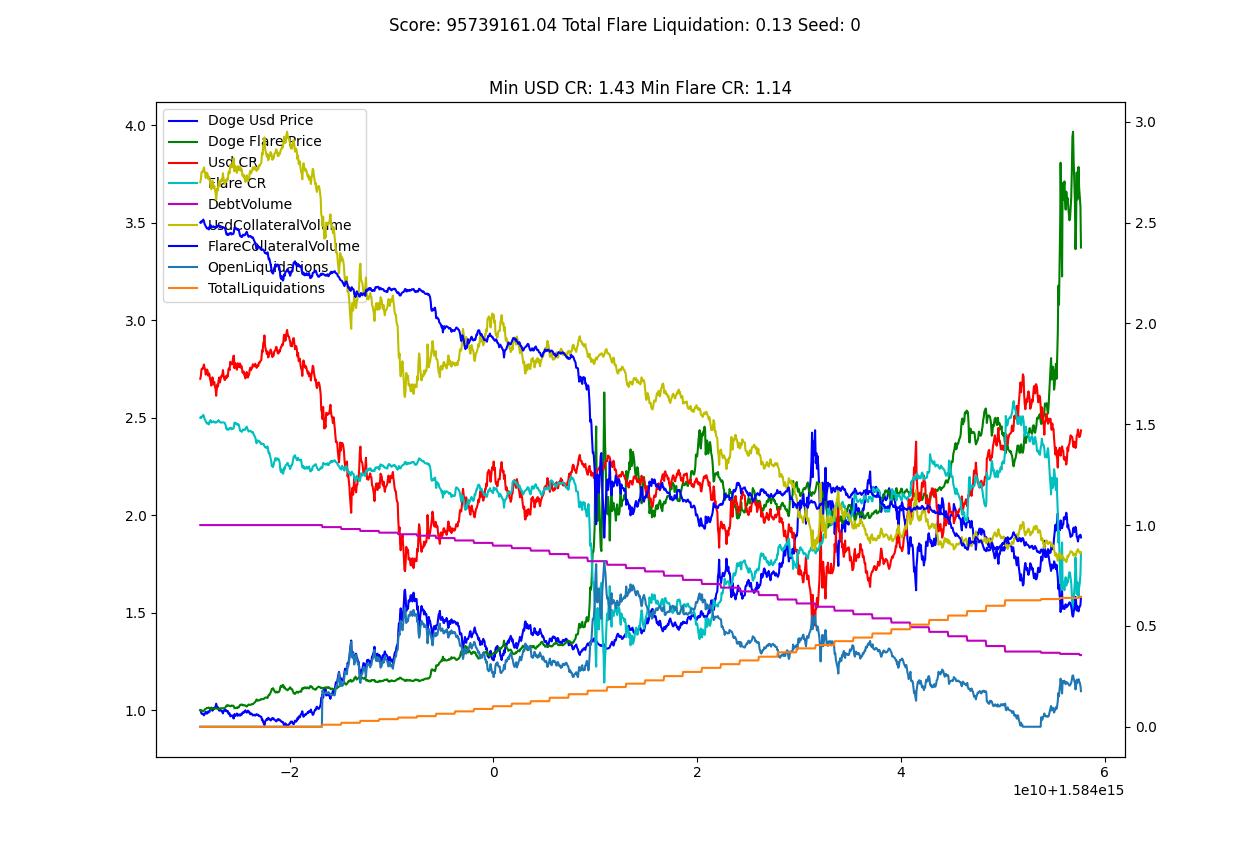 Score: 95739161.04 Total Flare Liquidation: 0.13 Seed: 0
Min USD CR: 1.43 Min Flare CR: 1.14
Doge Usd Price
Doge Flare Price
Usd CR
Flare CR
DebtVolume
UsdCollateralVolume
FlareCollateralVolume
OpenLiquidations
TotalLiquidations
4.0
3.5
3.0
2.5
2.0
1.5
1.0
3.0
2.5
2.0
1.5
1.0
0.5
0.0
−2
0
2
4
6
1e10+1.584e15